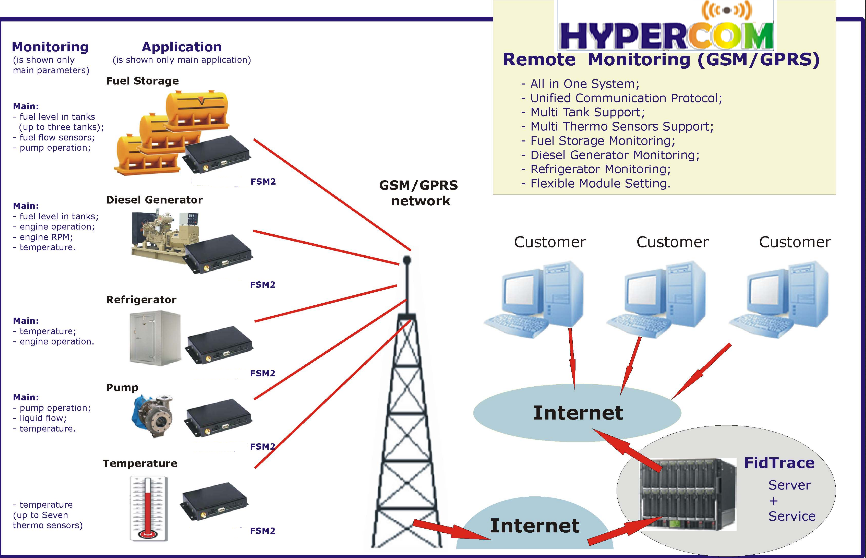 Monitoring
(is shown only
main parameters)
Application
(is shown only main application)
Fuel Storage
Main:
- fuel level in tanks
(up to three tanks);
- fuel flow sensors;
- pump operation;
FSM2
Diesel Generator
Main:
- fuel level in tanks;
- engine operation;
- engine RPM;
- temperature.
FSM2
Refrigerator
Main:
- temperature;
- engine operation.
FSM2
Pump
Main:
- pump operation;
- liquid flow;
- temperature.
FSM2
Temperature
- temperature
(up to Seven
thermo sensors)
FSM2
GSM/GPRS
network
HYPERCOM
Remote Monitoring (GSM/GPRS)
- All in One System;
- Unified Communication Protocol;
- Multi Tank Support;
- Multi Thermo Sensors Support;
- Fuel Storage Monitoring;
- Diesel Generator Monitoring;
- Refrigerator Monitoring;
- Flexible Module Setting.
Customer
Customer
Customer
Internet
FidTrace
Server
+
Service
Internet